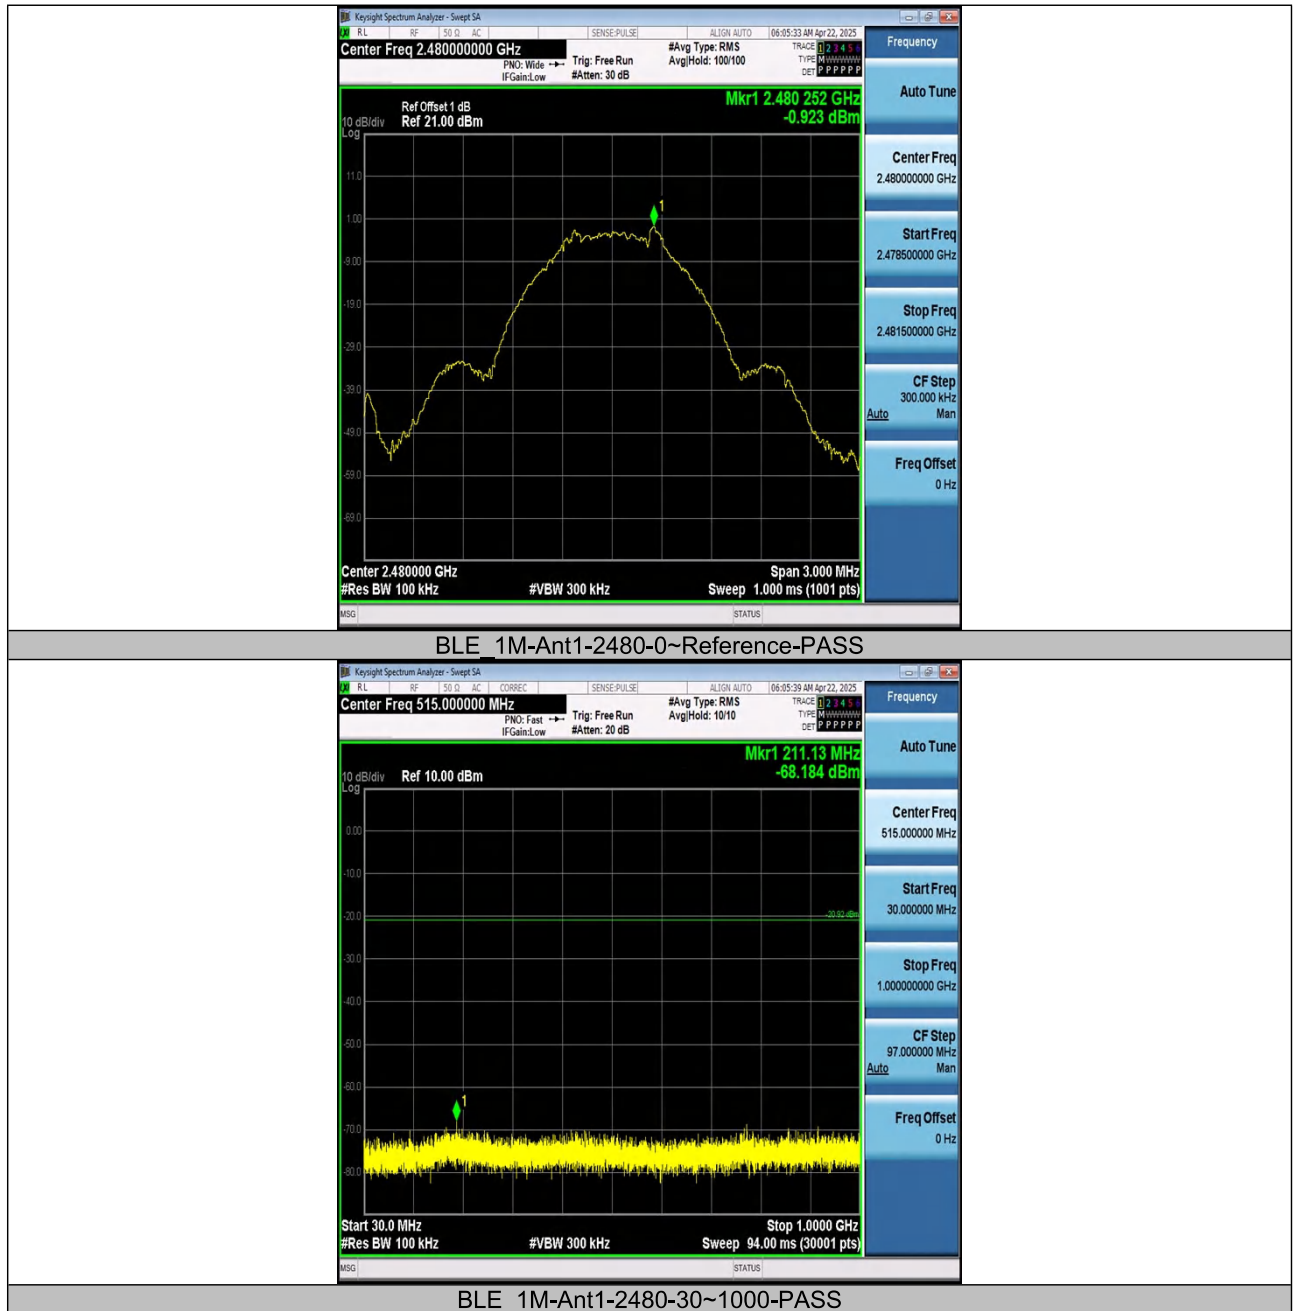 Keysight Spectrum Analyzer - Swept SA
RL RF 50 Ω AC SENSE:PULSE ALIGN AUTO 06:05:33 AM Apr 22, 2025
Center Freq 2.480000000 GHz
PNO: Wide
IFGain:Low
Trig: Free Run
#Atten: 30 dB
#Avg Type: RMS
Avg|Hold: 100/100
TRACE 1 2 3 4 5 6
TYPE M W W W W W
DET P P P P P P
Frequency
Mkr1 2.480 252 GHz
-0.923 dBm
Ref Offset 1 dB
10 dB/div Ref 21.00 dBm
Log
11.0
1.00
-9.00
-19.0
-29.0
-39.0
-49.0
-59.0
-69.0
1
Center 2.480000 GHz Span 3.000 MHz
#Res BW 100 kHz #VBW 300 kHz Sweep 1.000 ms (1001 pts)
MSG STATUS
Auto Tune
Center Freq
2.480000000 GHz
Start Freq
2.478500000 GHz
Stop Freq
2.481500000 GHz
CF Step
300.000 kHz
Auto Man
Freq Offset
0 Hz
BLE_1M-Ant1-2480-0~Reference-PASS
Keysight Spectrum Analyzer - Swept SA
RL RF 50 Ω AC CORREC SENSE:PULSE ALIGN AUTO 06:05:39 AM Apr 22, 2025
Center Freq 515.000000 MHz
PNO: Fast
IFGain:Low
Trig: Free Run
#Atten: 20 dB
#Avg Type: RMS
Avg|Hold: 10/10
TRACE 1 2 3 4 5 6
TYPE M W W W W W
DET P P P P P P
Frequency
Mkr1 211.13 MHz
-68.184 dBm
10 dB/div Ref 10.00 dBm
Log
0.00
-10.0
-20.0
-30.0
-40.0
-50.0
-60.0
-70.0
-80.0
-20.92 dBm
1
Start 30.0 MHz Stop 1.0000 GHz
#Res BW 100 kHz #VBW 300 kHz Sweep 94.00 ms (30001 pts)
MSG STATUS
Auto Tune
Center Freq
515.000000 MHz
Start Freq
30.000000 MHz
Stop Freq
1.000000000 GHz
CF Step
97.000000 MHz
Auto Man
Freq Offset
0 Hz
BLE_1M-Ant1-2480-30~1000-PASS